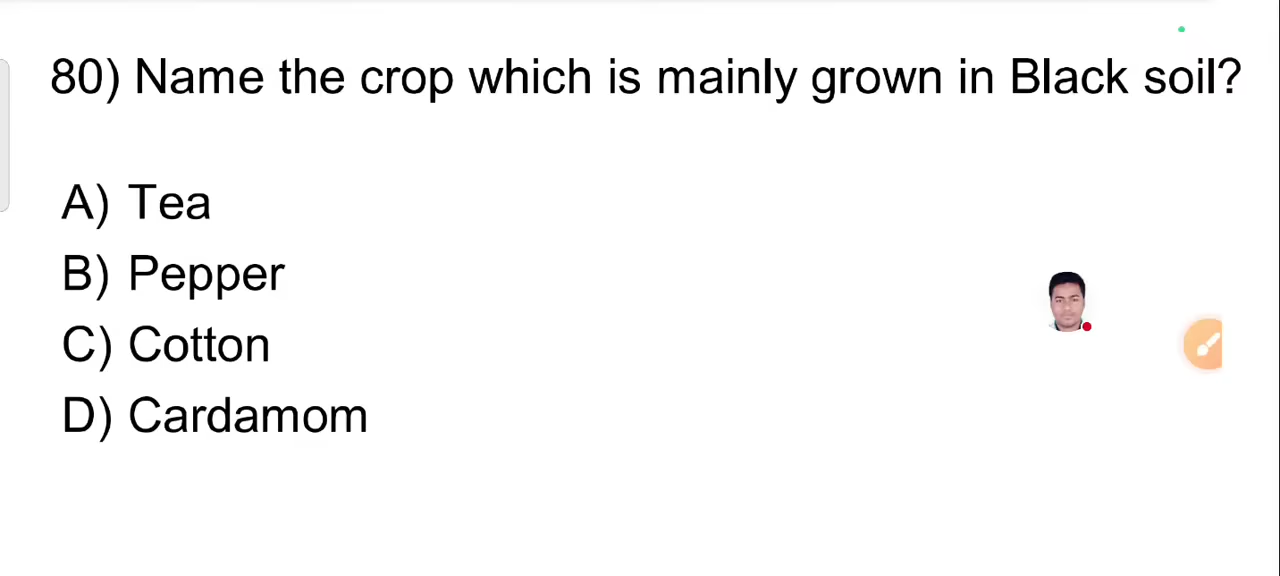 80) Name the crop which is mainly grown in Black soil?
A) Tea
B) Pepper
C) Cotton
D) Cardamom